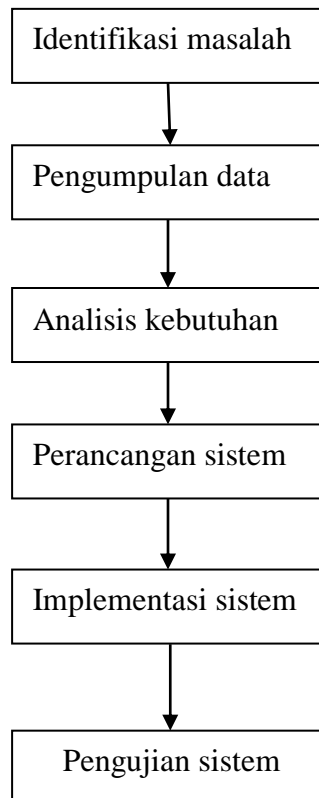 Identifikasi masalah
Pengumpulan data
Analisis kebutuhan
Perancangan sistem
Implementasi sistem
Pengujian sistem